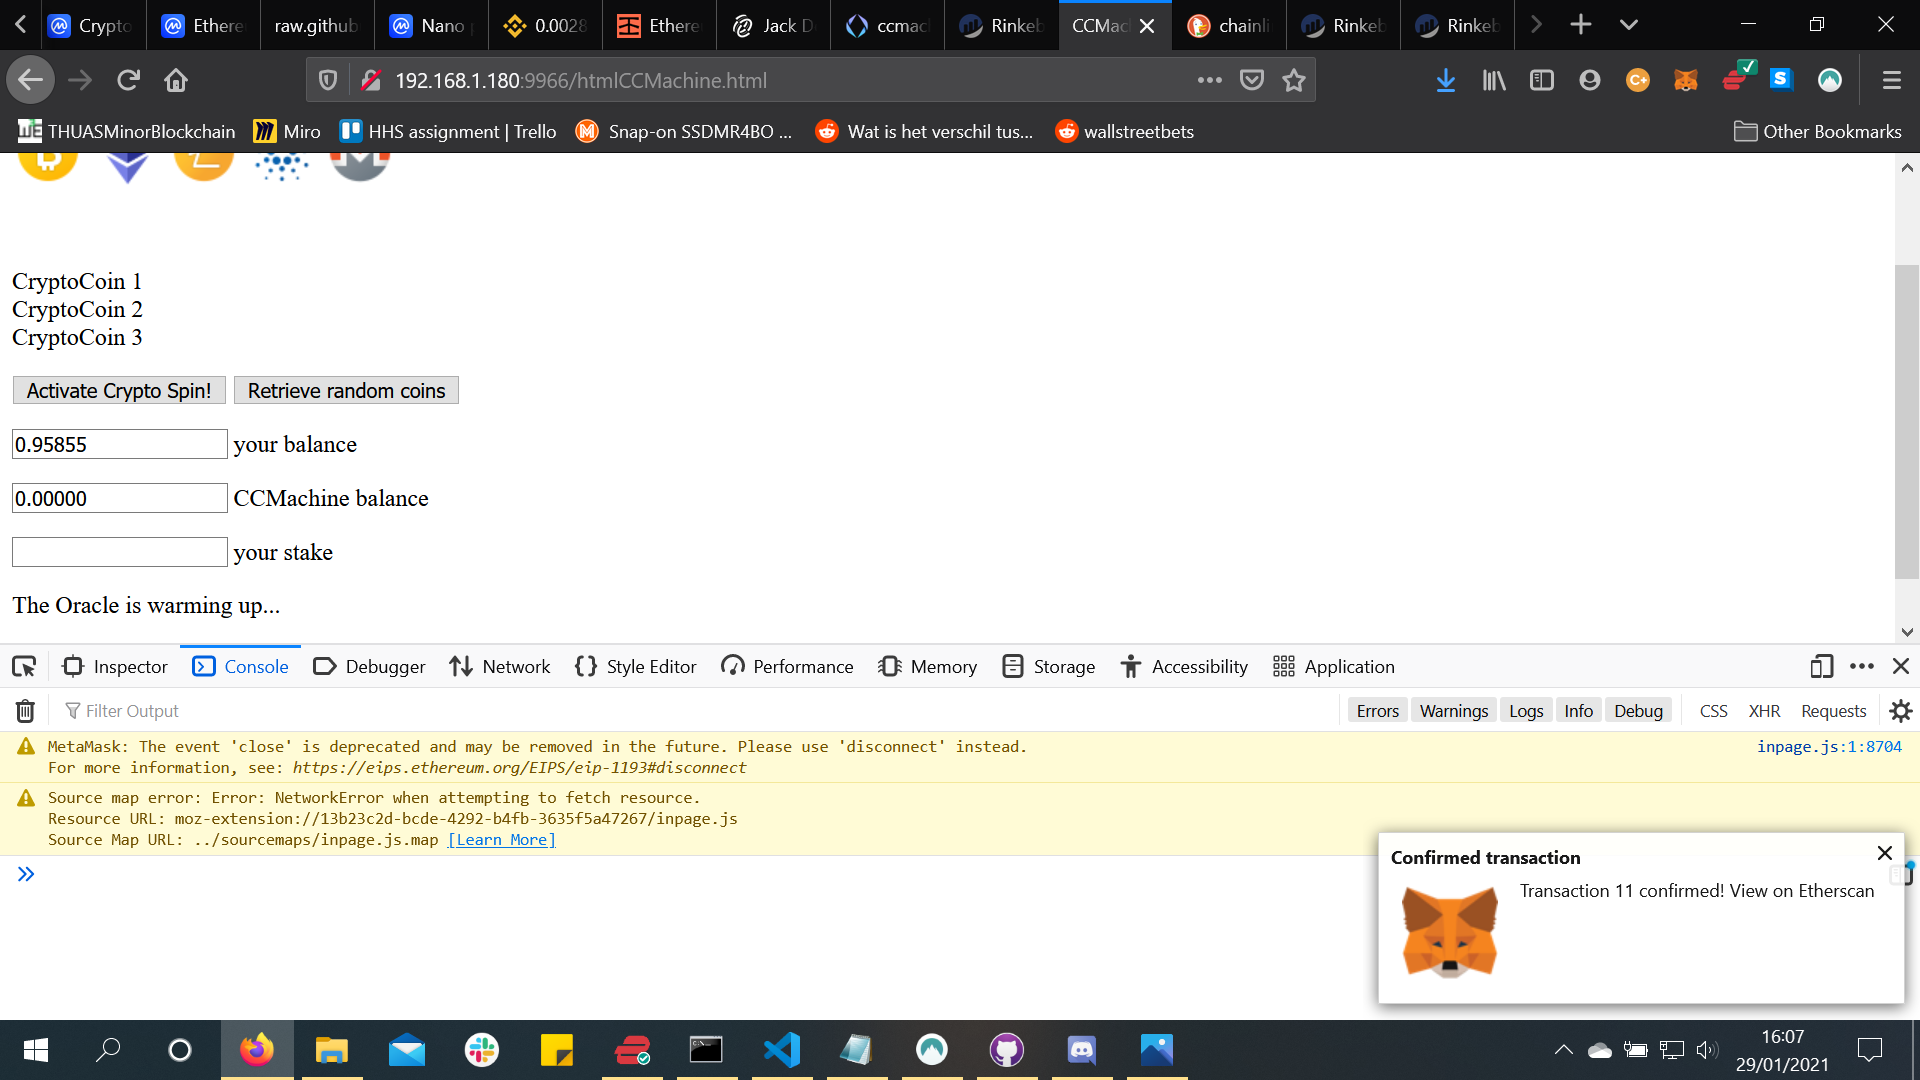 Crypto
Ethere
raw.github
Nano p
0.0028
Ethere
Jack D
ccmach
Rinkeb
CCMac
chainli
Rinkeb
Rinkeb
192.168.1.180:9966/htmlCCMachine.html
THUASMinorBlockchain
Miro
HHS assignment | Trello
Snap-on SSDMR4BO ...
Wat is het verschil tus...
wallstreetbets
Other Bookmarks
CryptoCoin 1
CryptoCoin 2
CryptoCoin 3
Activate Crypto Spin! Retrieve random coins
0.95855 your balance
0.00000 CCMachine balance
your stake
The Oracle is warming up...
Inspector Console Debugger Network Style Editor Performance Memory Storage Accessibility Application
Filter Output Errors Warnings Logs Info Debug CSS XHR Requests
MetaMask: The event 'close' is deprecated and may be removed in the future. Please use 'disconnect' instead. inpage.js:1:8704
For more information, see: https://eips.ethereum.org/EIPS/eip-1193#disconnect
Source map error: Error: NetworkError when attempting to fetch resource.
Resource URL: moz-extension://13b23c2d-bcde-4292-b4fb-3635f5a47267/inpage.js
Source Map URL: ../sourcemaps/inpage.js.map [Learn More]
Confirmed transaction
Transaction 11 confirmed! View on Etherscan
16:07
29/01/2021